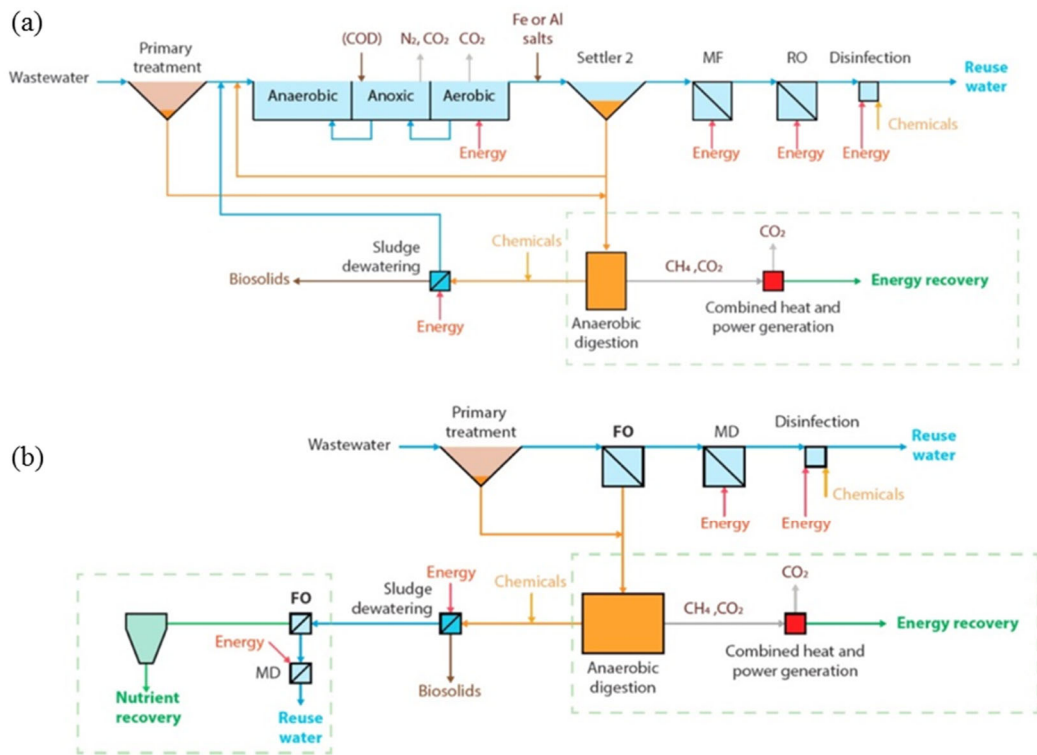 (a)
Primary
treatment
(COD)
N₂, CO₂
CO₂
Fe or Al
salts
Settler 2
MF
RO
Disinfection
Wastewater
Anaerobic
Anoxic
Aerobic
Reuse
water
Energy
Energy
Energy
Energy
Chemicals
Sludge
dewatering
Chemicals
CO₂
CH₄ ,CO₂
Biosolids
Energy recovery
Energy
Anaerobic
digestion
Combined heat and
power generation
(b)
Primary
treatment
Wastewater
FO
MD
Disinfection
Reuse
water
Energy
Energy
Chemicals
Energy
Sludge
dewatering
Chemicals
CO₂
CH₄ ,CO₂
Energy recovery
FO
Energy
MD
Anaerobic
digestion
Combined heat and
power generation
Biosolids
Nutrient
recovery
Reuse
water